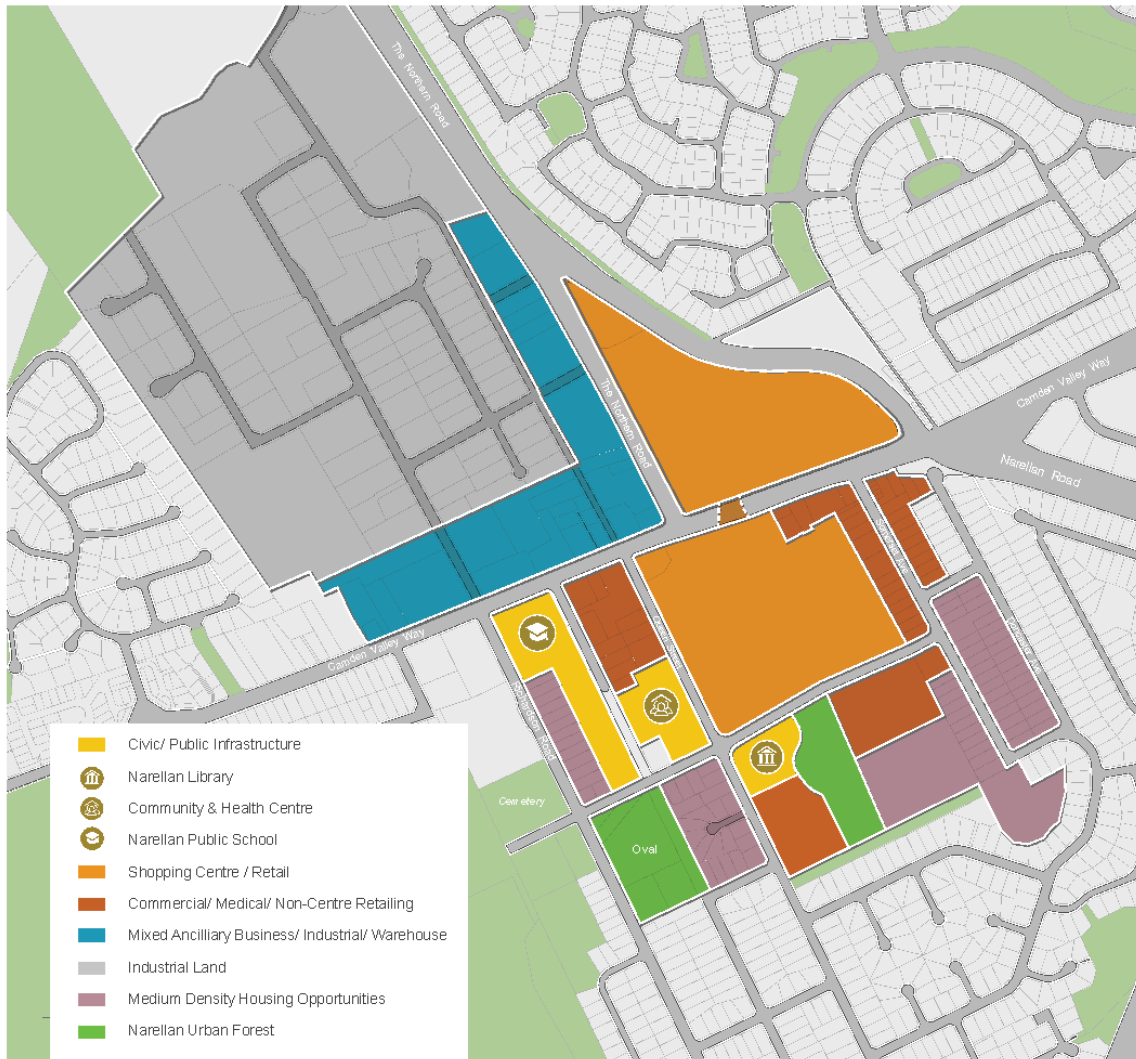 The Northern Road
The Northern Road
Camden Valley Way
Narellan Road
Camden Valley Way
Richardson Road
Cemetery
Oval
Civic/ Public Infrastructure
Narellan Library
Community & Health Centre
Narellan Public School
Shopping Centre / Retail
Commercial/ Medical/ Non-Centre Retailing
Mixed Ancilliary Business/ Industrial/ Warehouse
Industrial Land
Medium Density Housing Opportunities
Narellan Urban Forest